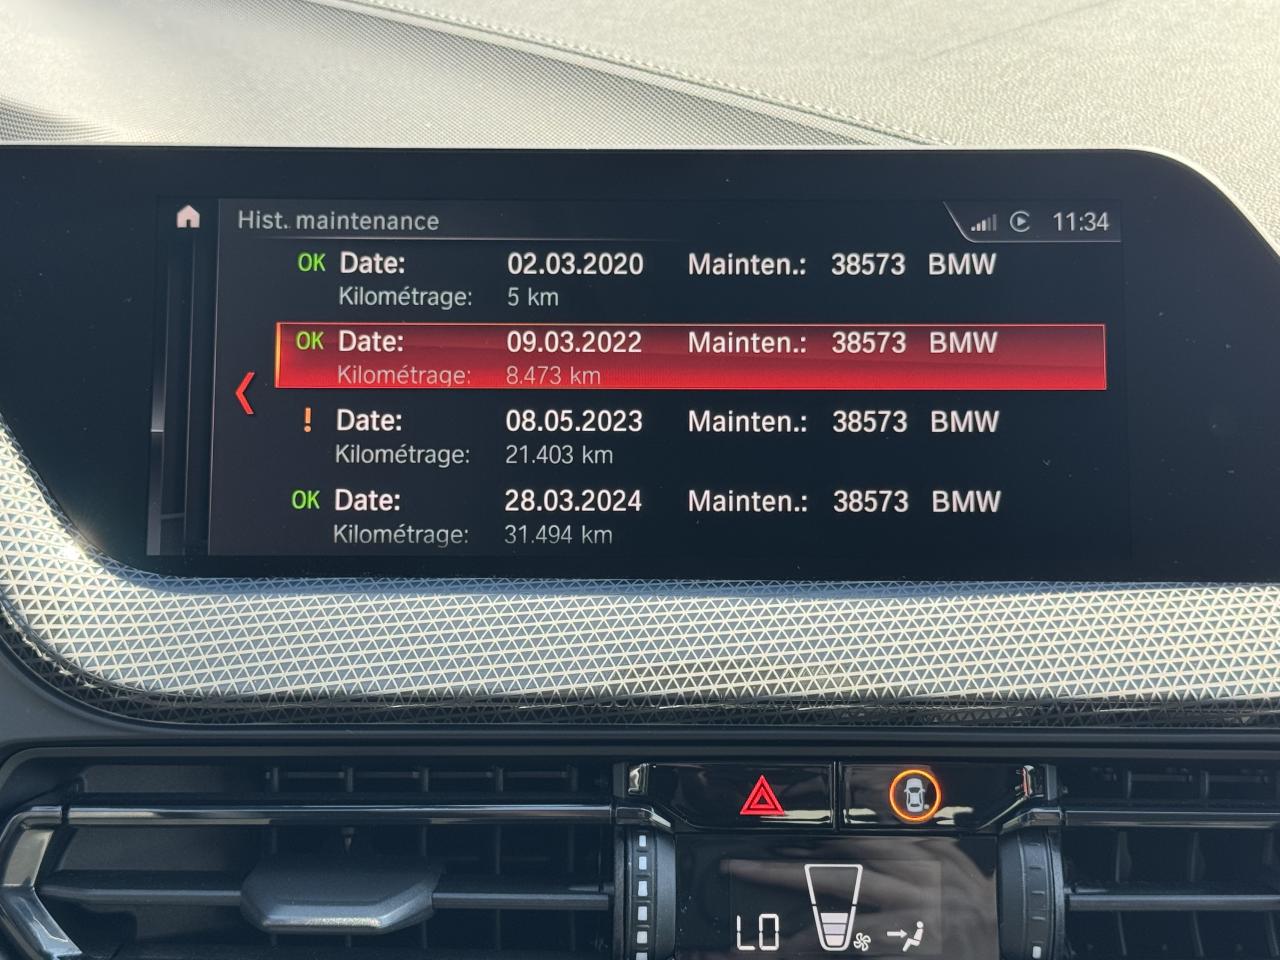 Hist. maintenance 11:34
OK Date: 02.03.2020 Mainten.: 38573 BMW
Kilométrage: 5 km
OK Date: 09.03.2022 Mainten.: 38573 BMW
Kilométrage: 8.473 km
! Date: 08.05.2023 Mainten.: 38573 BMW
Kilométrage: 21.403 km
OK Date: 28.03.2024 Mainten.: 38573 BMW
Kilométrage: 31.494 km
LO